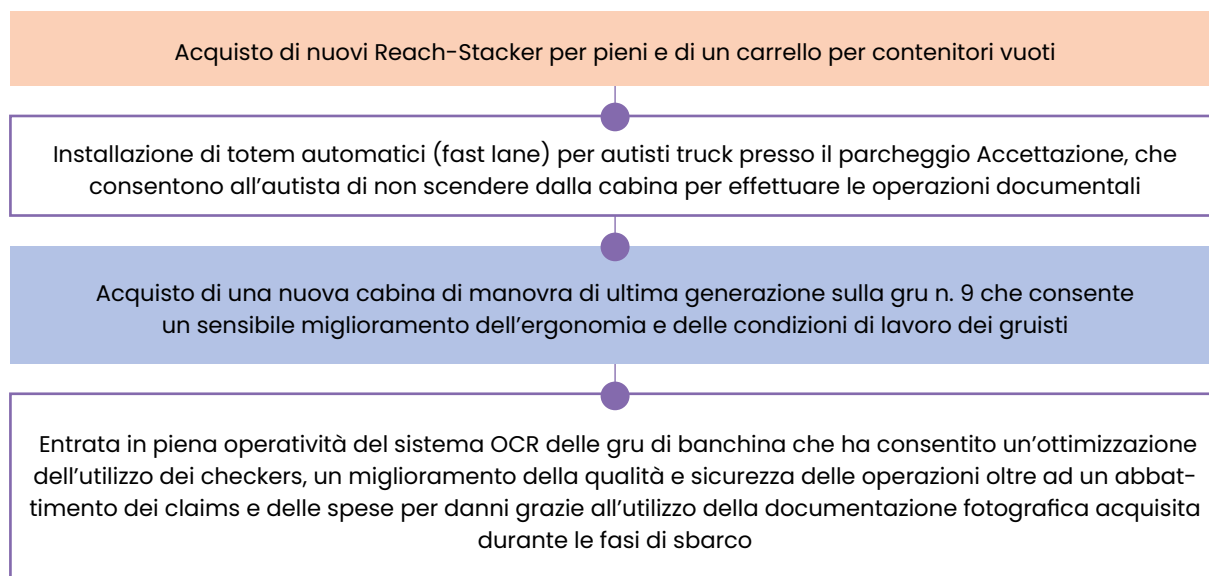 Acquisto di nuovi Reach-Stacker per pieni e di un carrello per contenitori vuoti
Installazione di totem automatici (fast lane) per autisti truck presso il parcheggio Accettazione, che
consentono all’autista di non scendere dalla cabina per effettuare le operazioni documentali
Acquisto di una nuova cabina di manovra di ultima generazione sulla gru n. 9 che consente
un sensibile miglioramento dell’ergonomia e delle condizioni di lavoro dei gruisti
Entrata in piena operatività del sistema OCR delle gru di banchina che ha consentito un’ottimizzazione
dell’utilizzo dei checkers, un miglioramento della qualità e sicurezza delle operazioni oltre ad un abbat-
timento dei claims e delle spese per danni grazie all’utilizzo della documentazione fotografica acquisita
durante le fasi di sbarco